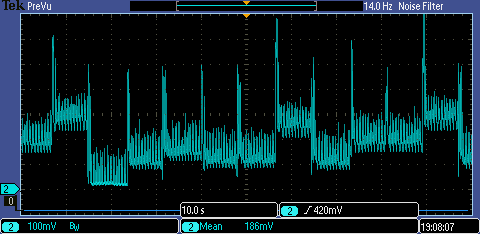 Tek PreVu 14.0 Hz Noise Filter
2
0
10.0 s 2 420mV
2 100mV Bw 2 Mean 186mV 19:08:07